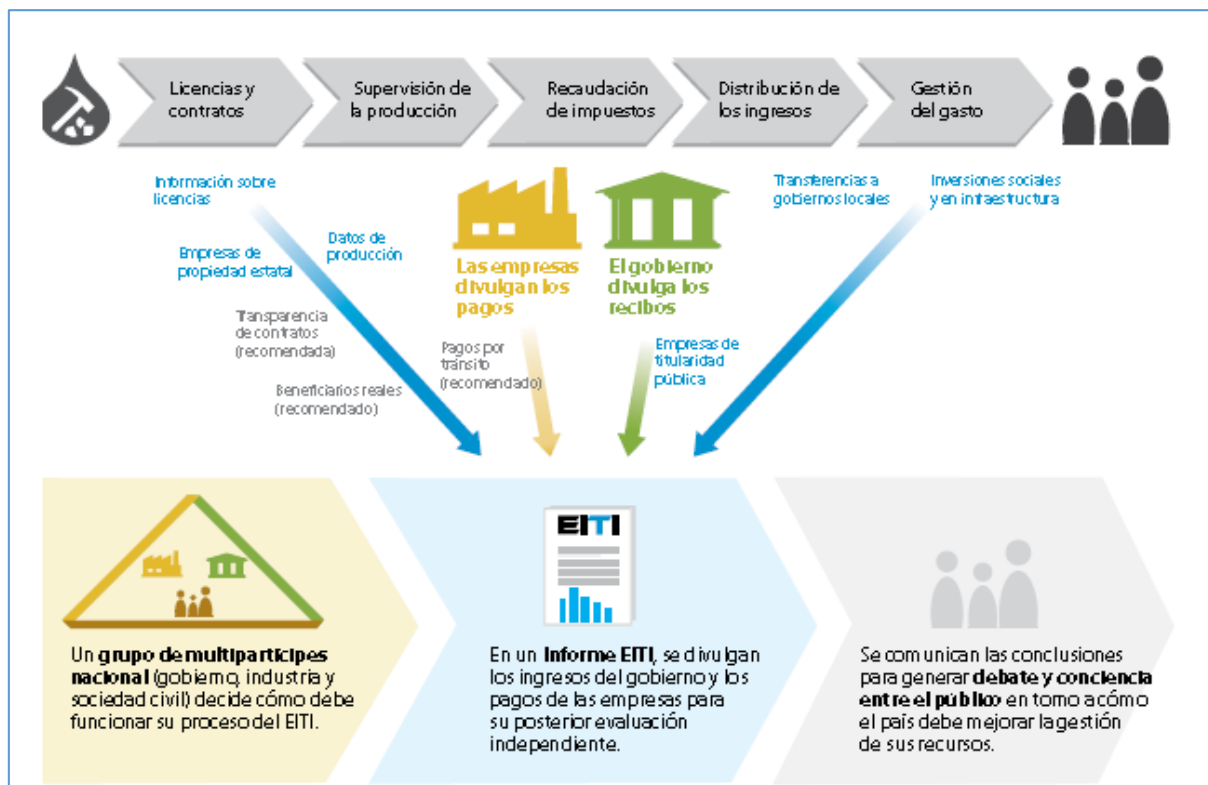 Licencias y
contratos
Supervisión de
la producción
Recaudación
de impuestos
Distribución de
los ingresos
Gestión
del gasto
Información sobre
licencias
Empresas de
propiedad estatal
Datos de
producción
Transparencia
de contratos
(recomendada)
Beneficiarios reales
(recomendado)
Las empresas
divulgan los
pagos
Pagos por
tránsito
(recomendado)
El gobierno
divulga los
recibos
Empresas de
titularidad
pública
Transferencias a
gobiernos locales
Inversiones sociales
y en infraestructura
Un grupo de multipartícipes
nacional (gobierno, industria y
sociedad civil) decide cómo debe
funcionar su proceso del EITI.
EITI
En un Informe EITI, se divulgan
los ingresos del gobierno y los
pagos de las empresas para
su posterior evaluación
independiente.
Se comunican las conclusiones
para generar debate y conciencia
entre el público en torno a cómo
el país debe mejorar la gestión
de sus recursos.